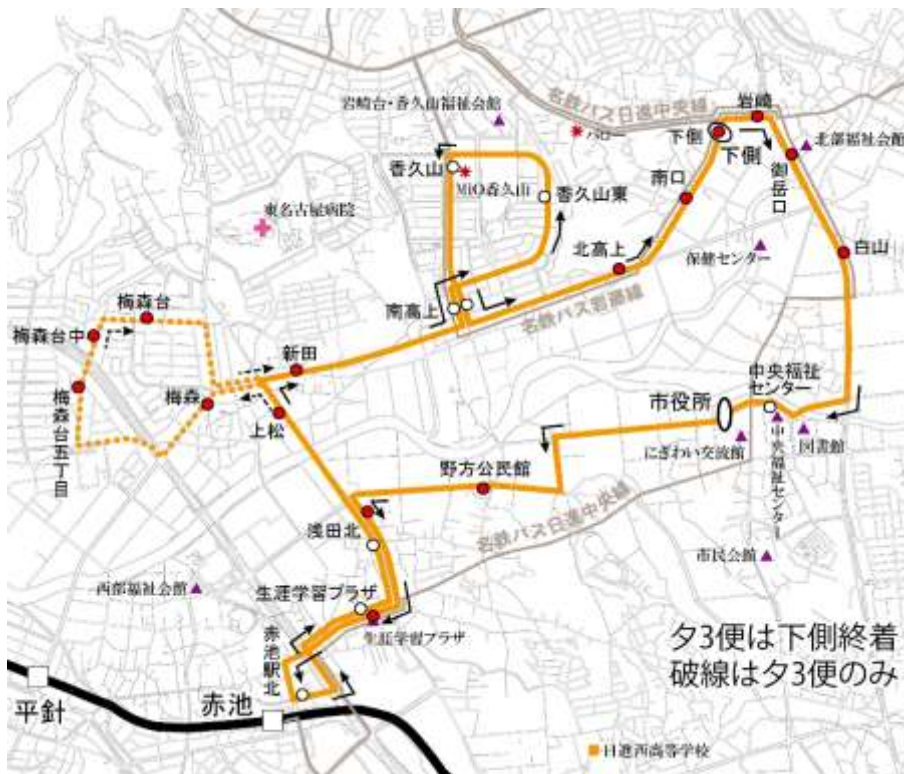 名鉄バス日進中央線
岩崎台・香久山福祉会館
岩崎
下側
下側
北部福祉会館
香久山
MiO香久山
香久山東
南口
御岳口
東名古屋病院
北高上
保健センター
白山
南高上
名鉄バス岩崎線
梅森台
梅森台中
新田
梅森
上松
梅森台五丁目
中央福祉
センター
市役所
にぎわい交流館
図書館
中央福祉センター
野方公民館
浅田北
名鉄バス日進中央線
市民会館
西部福祉会館
生涯学習プラザ
生涯学習プラザ
赤池駅北
夕3便は下側終着
破線は夕3便のみ
平針
赤池
日進西高等学校